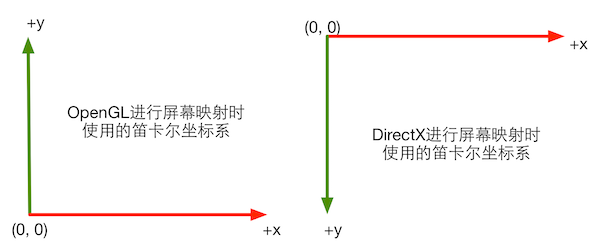 +y
OpenGL进行屏幕映射时
使用的笛卡尔坐标系
(0, 0)
+x
(0, 0)
+x
DirectX进行屏幕映射时
使用的笛卡尔坐标系
+y